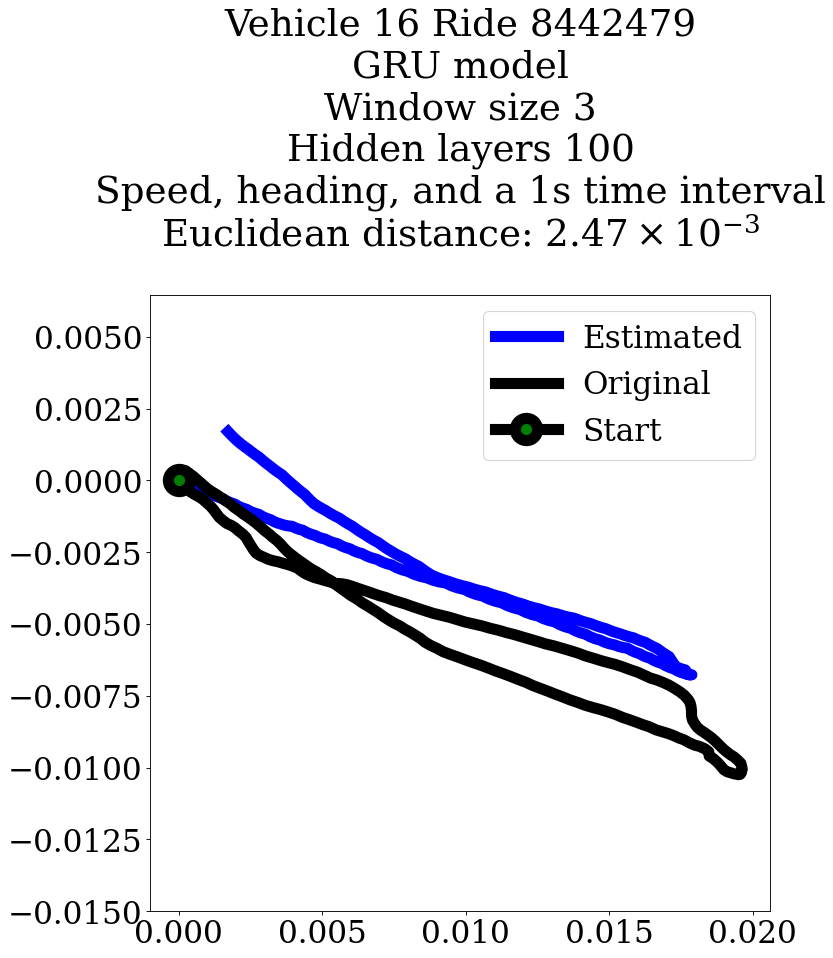 Vehicle 16 Ride 8442479
GRU model
Window size 3
Hidden layers 100
Speed, heading, and a 1s time interval
Euclidean distance: 2.47 × 10⁻³
Estimated
Original
Start
0.0050
0.0025
0.0000
−0.0025
−0.0050
−0.0075
−0.0100
−0.0125
−0.0150
0.000 0.005 0.010 0.015 0.020